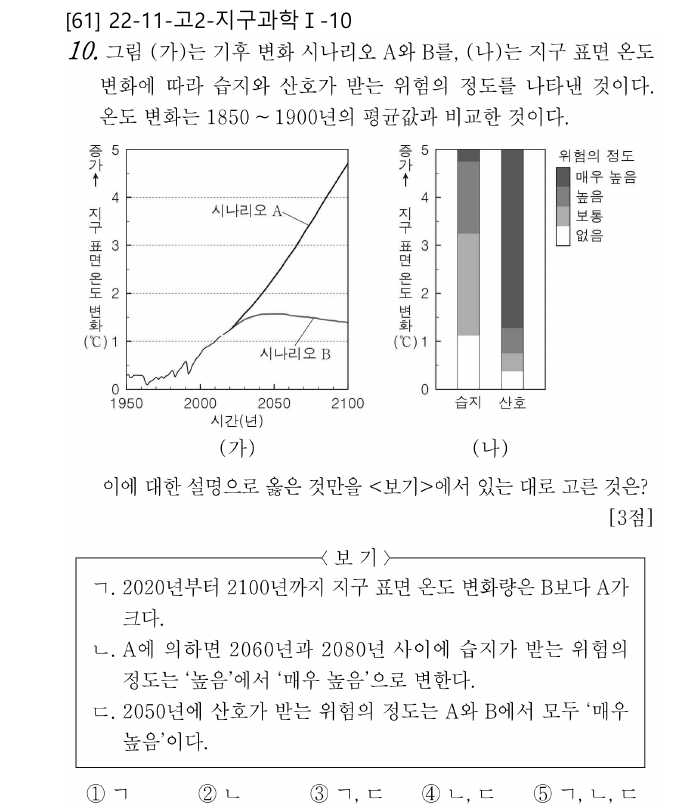 [61] 22-11-고2-지구과학Ⅰ-10
10. 그림 (가)는 기후 변화 시나리오 A와 B를, (나)는 지구 표면 온도
변화에 따라 습지와 산호가 받는 위험의 정도를 나타낸 것이다.
온도 변화는 1850 ~ 1900년의 평균값과 비교한 것이다.
증가↑ 지구 표면 온도 변화 (℃)
5
4
3
2
1
0
시나리오 A
시나리오 B
1950 2000 2050 2100
시간(년)
(가)
증가↑ 지구 표면 온도 변화 (℃)
5
4
3
2
1
0
습지 산호
위험의 정도
매우 높음
높음
보통
없음
(나)
이에 대한 설명으로 옳은 것만을 <보기>에서 있는 대로 고른 것은?
[3점]
<보 기>
ㄱ. 2020년부터 2100년까지 지구 표면 온도 변화량은 B보다 A가
크다.
ㄴ. A에 의하면 2060년과 2080년 사이에 습지가 받는 위험의
정도는 ‘높음’에서 ‘매우 높음’으로 변한다.
ㄷ. 2050년에 산호가 받는 위험의 정도는 A와 B에서 모두 ‘매우
높음’이다.
① ㄱ ② ㄴ ③ ㄱ, ㄷ ④ ㄴ, ㄷ ⑤ ㄱ, ㄴ, ㄷ